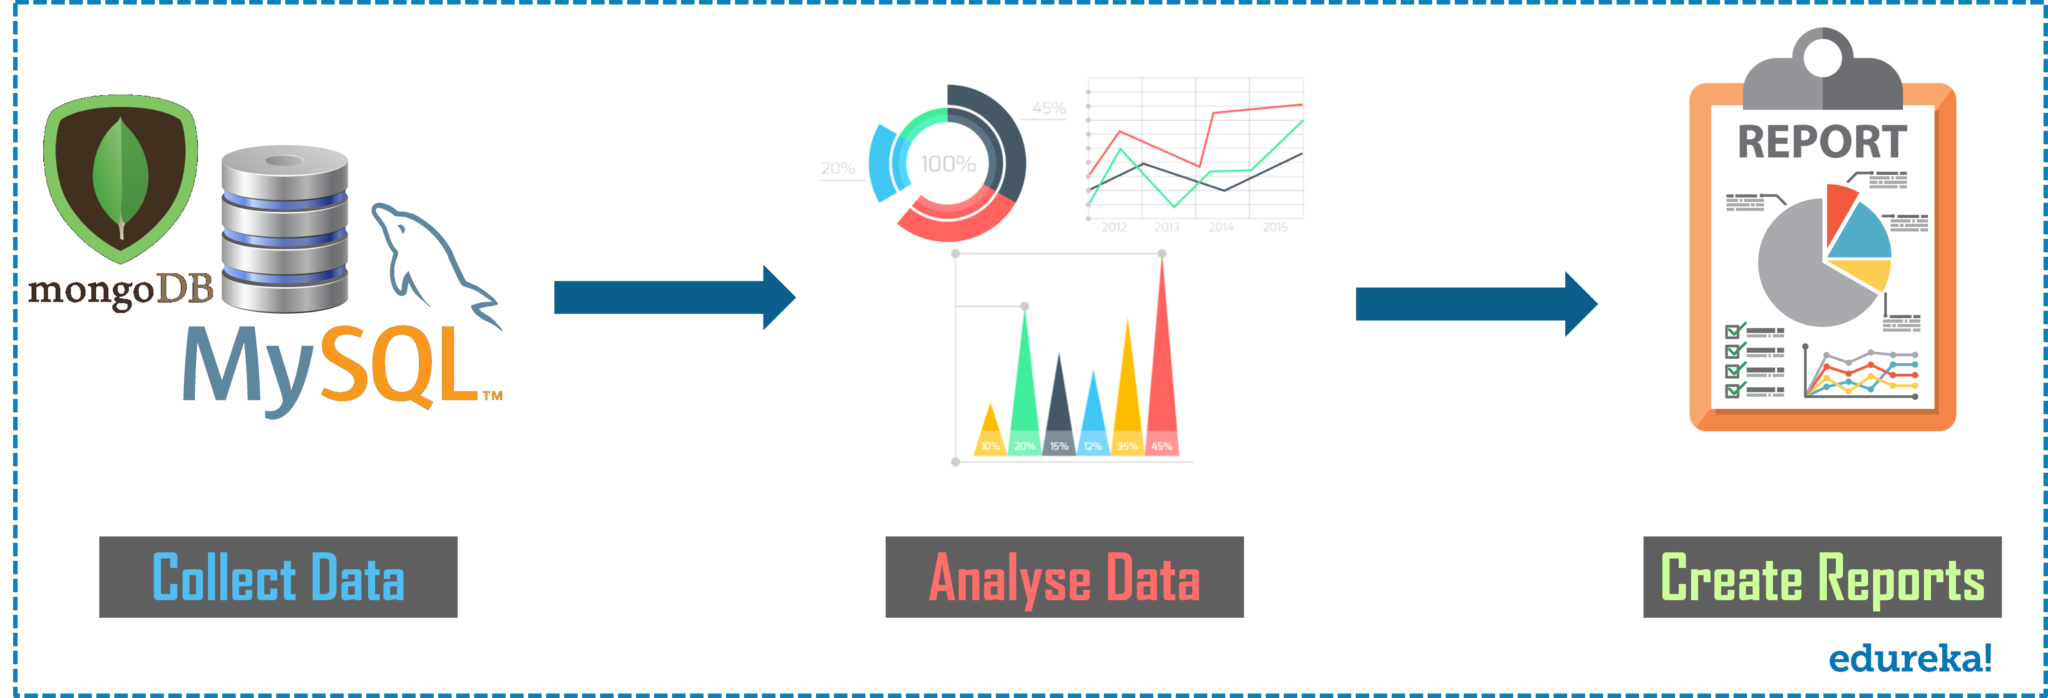 mongoDB
MySQL™
45%
20%
100%
2012 2013 2014 2015
10% 20% 15% 12% 35% 45%
REPORT
Collect Data
Analyse Data
Create Reports
edureka!